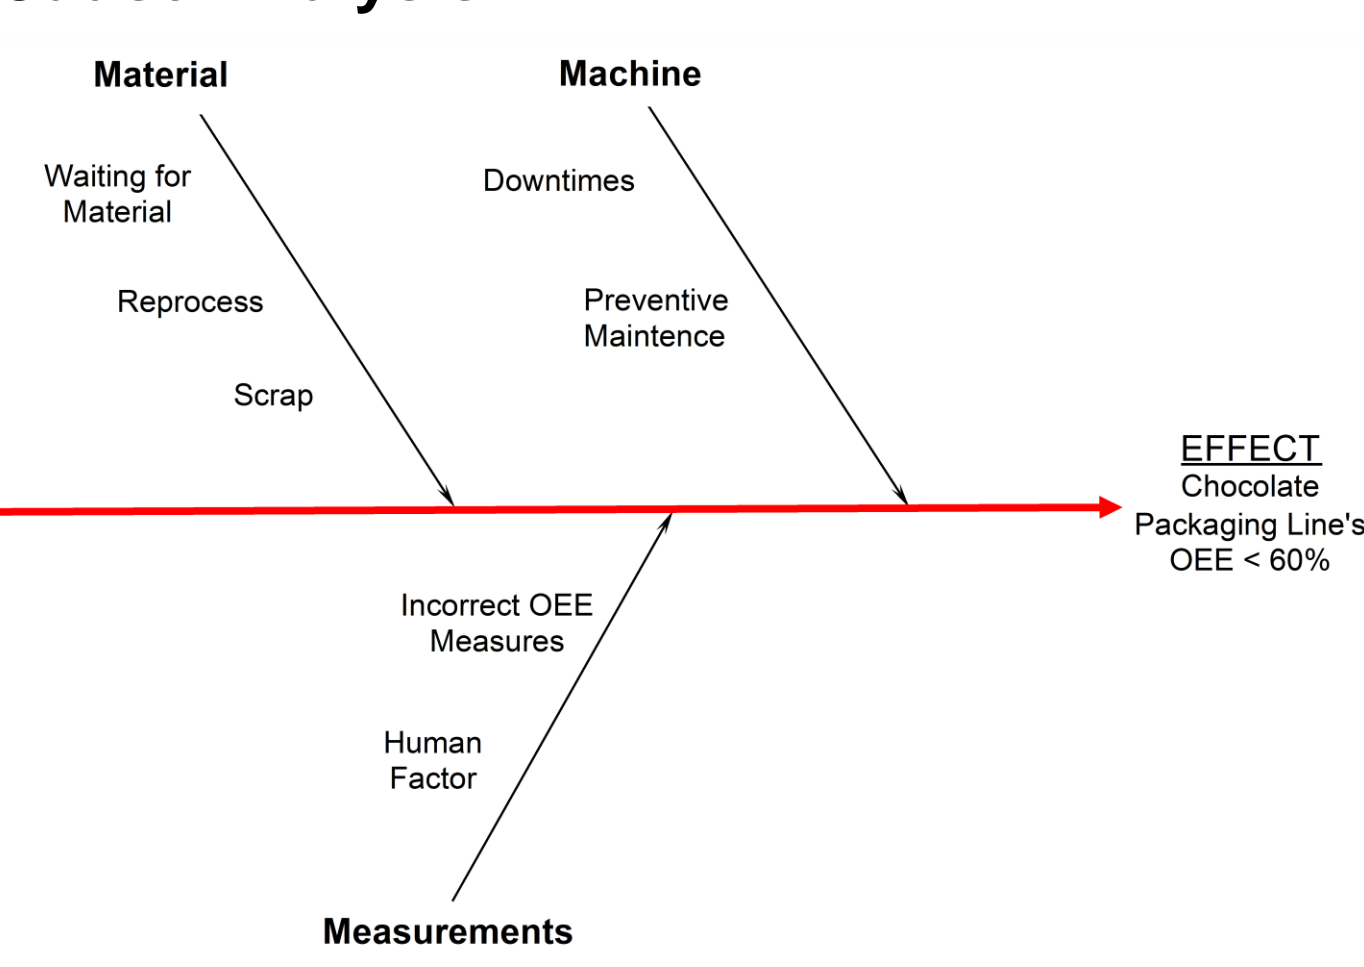 Material
Machine
Waiting for
Material
Downtimes
Reprocess
Preventive
Maintence
Scrap
EFFECT
Chocolate
Packaging Line's
OEE < 60%
Incorrect OEE
Measures
Human
Factor
Measurements